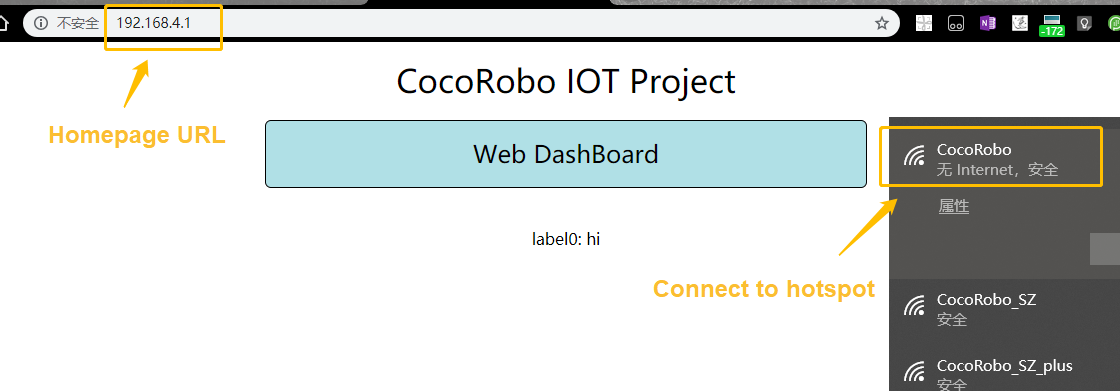 不安全
192.168.4.1
-172
CocoRobo IOT Project
Homepage URL
Web DashBoard
CocoRobo
无 Internet，安全
属性
label0: hi
Connect to hotspot
CocoRobo_SZ
安全
CocoRobo_SZ_plus
安全